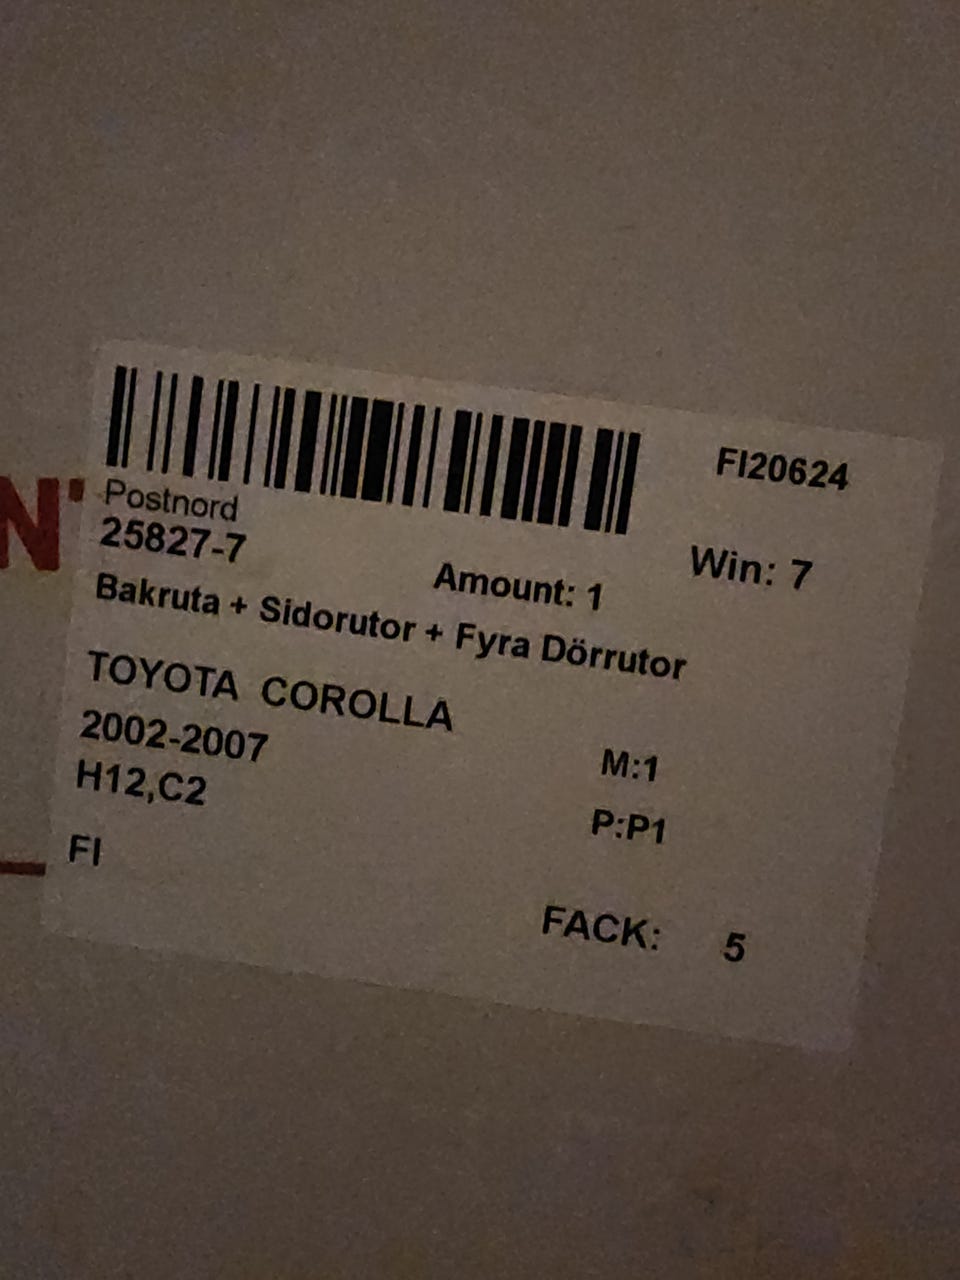 N'
FI20624
Postnord
25827-7
Amount: 1
Win: 7
Bakruta + Sidorutor + Fyra Dörrutor
TOYOTA COROLLA
2002-2007
M:1
H12,C2
P:P1
FI
FACK: 5